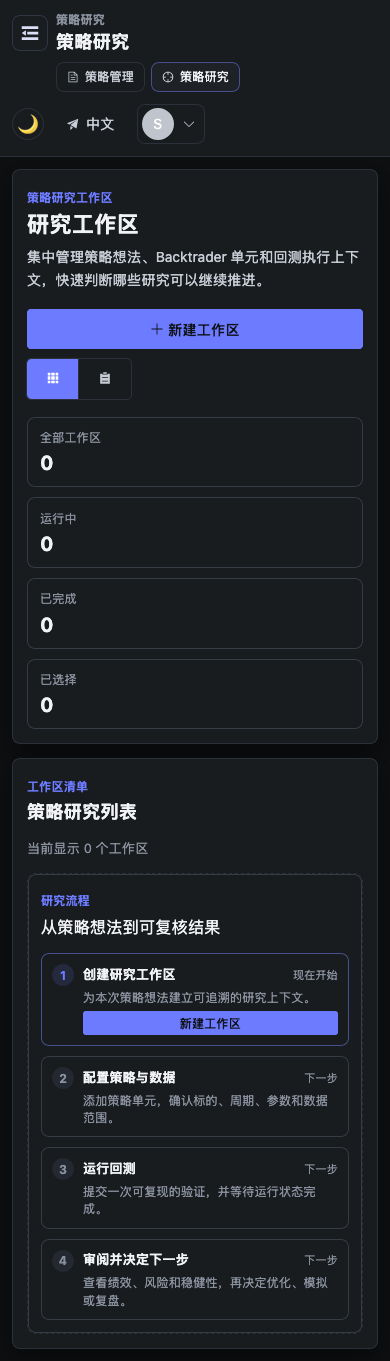 策略研究
策略研究
策略管理
策略研究
中文
S
策略研究工作区
研究工作区
集中管理策略想法、Backtrader 单元和回测执行上下
文，快速判断哪些研究可以继续推进。
新建工作区
全部工作区
0
运行中
0
已完成
0
已选择
0
工作区清单
策略研究列表
当前显示 0 个工作区
研究流程
从策略想法到可复核结果
1 创建研究工作区 现在开始
为本次策略想法建立可追溯的研究上下文。
新建工作区
2 配置策略与数据 下一步
添加策略单元，确认标的、周期、参数和数据
范围。
3 运行回测 下一步
提交一次可复现的验证，并等待运行状态完
成。
4 审阅并决定下一步 下一步
查看绩效、风险和稳健性，再决定优化、模拟
或复盘。